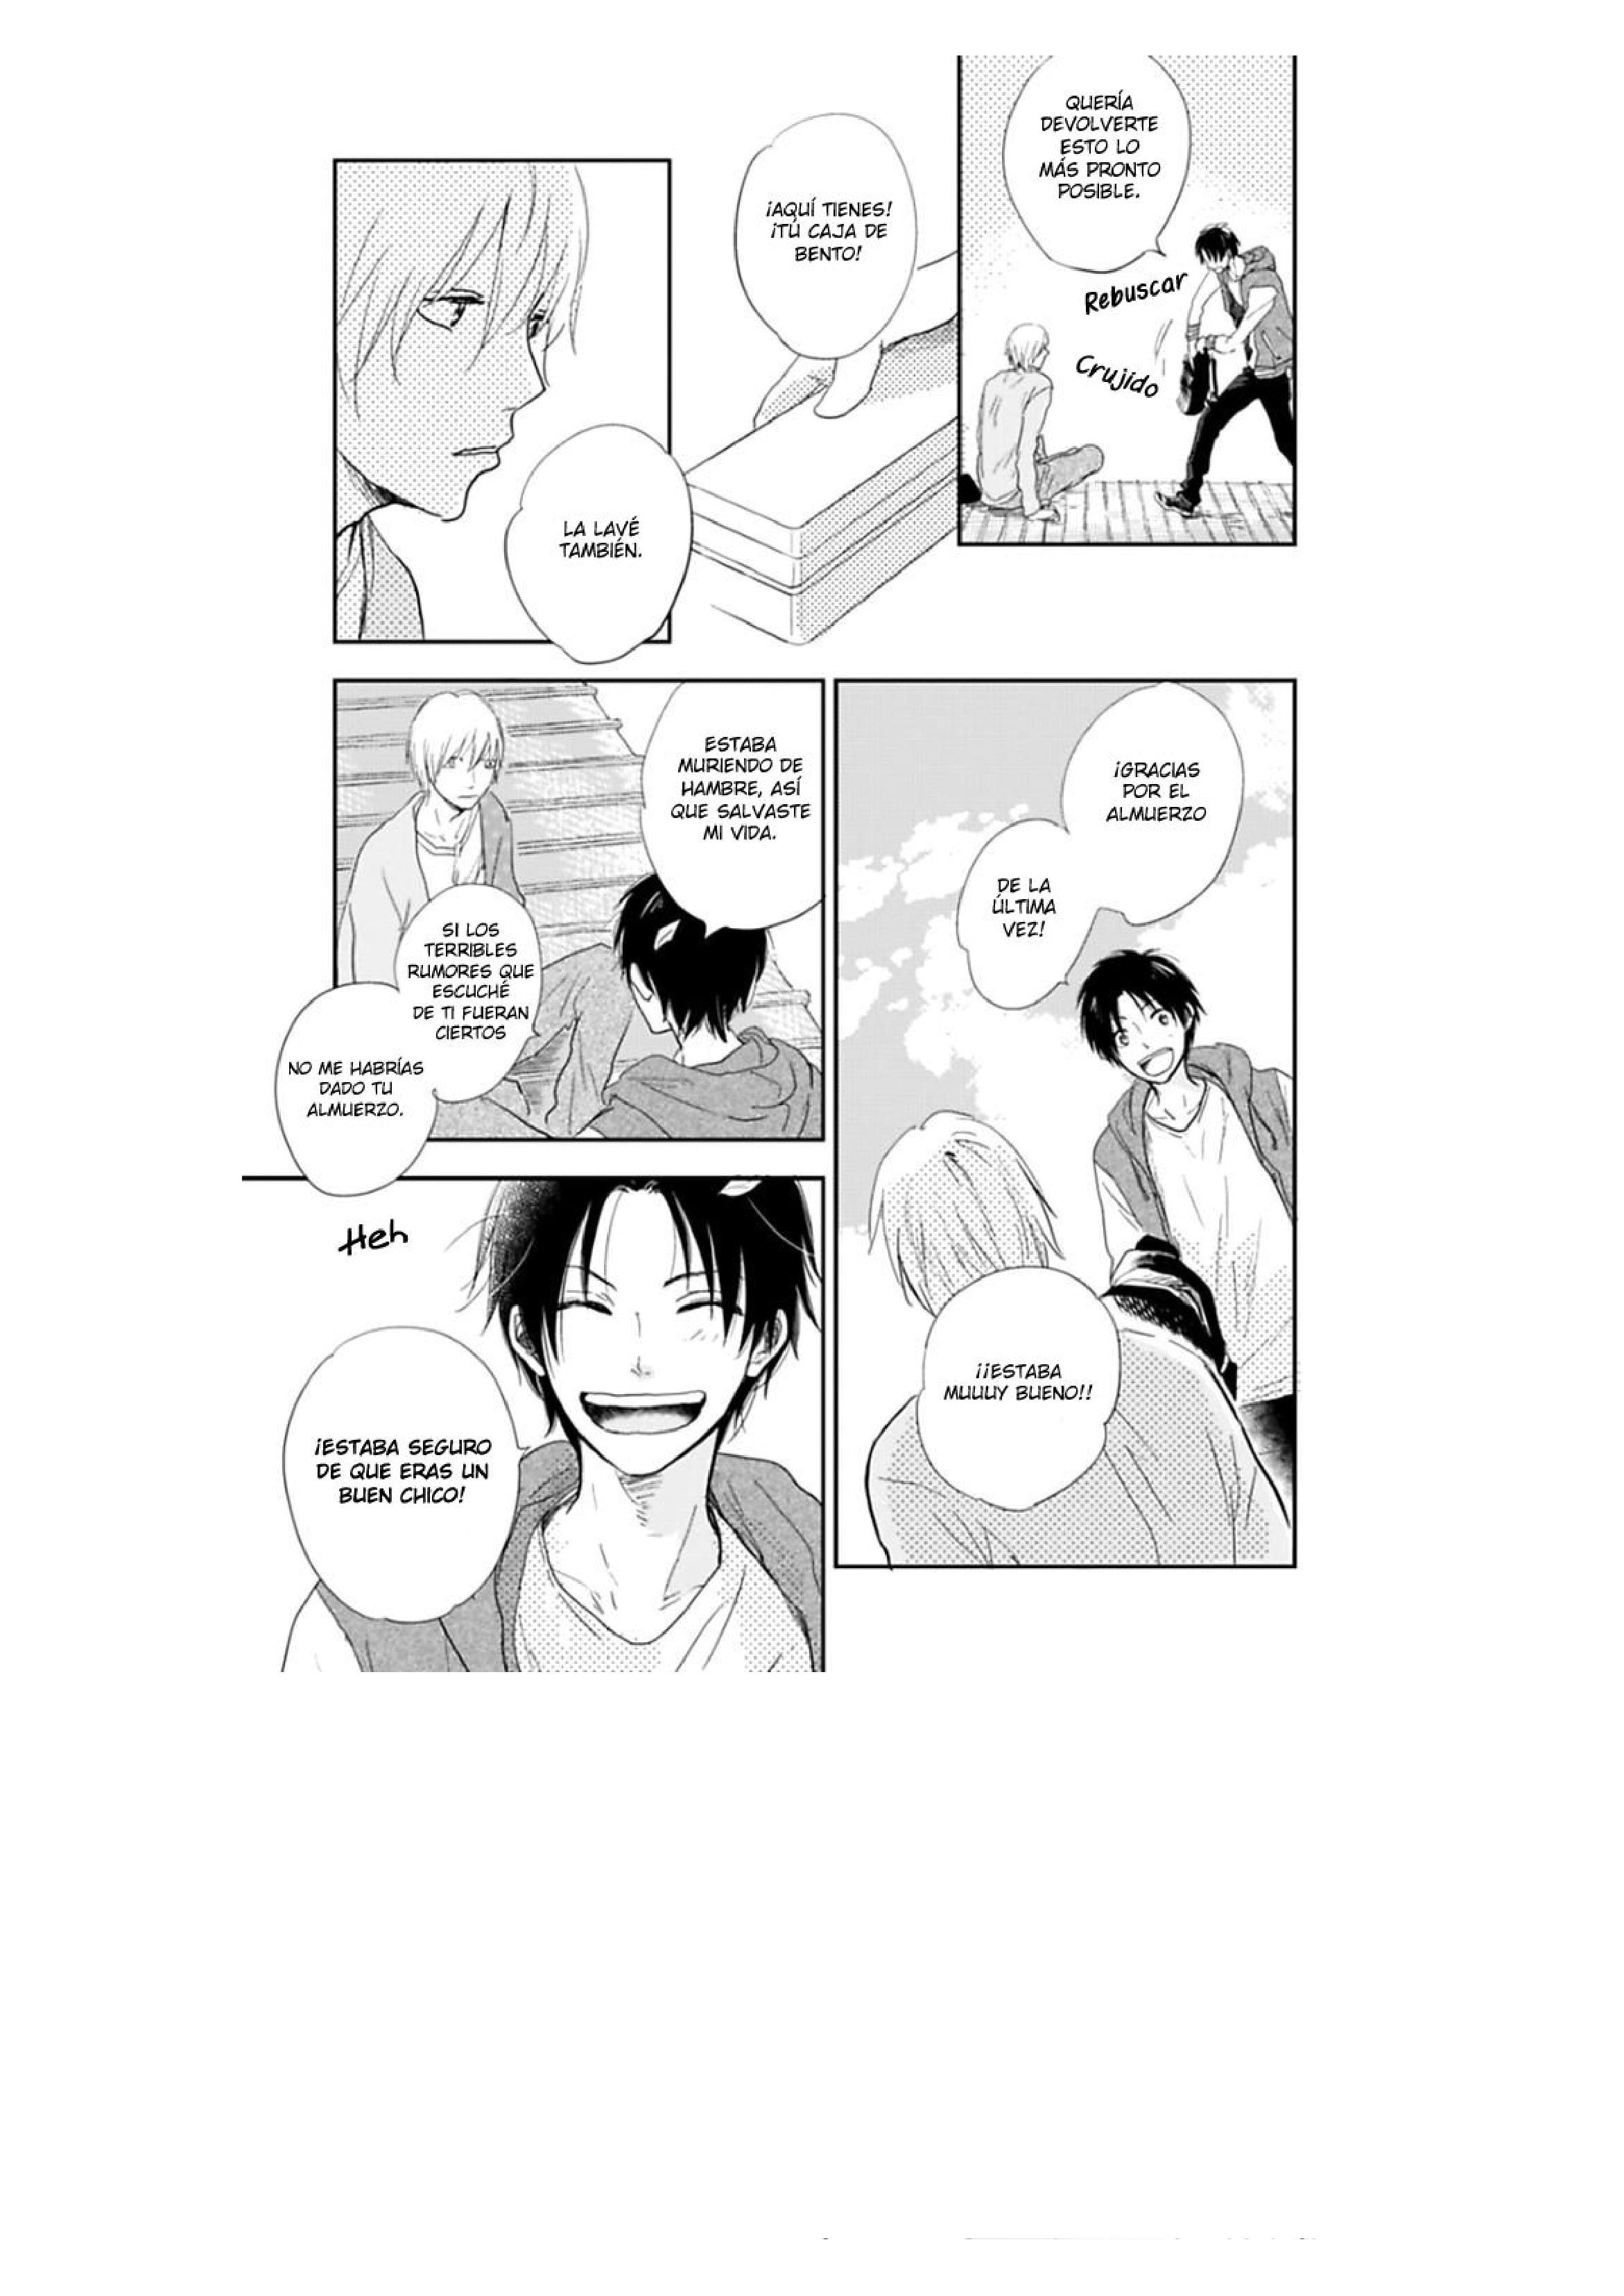 QUERÍA
DEVOLVERTE
ESTO LO
MÁS PRONTO
POSIBLE.
Rebuscar
Crujido
¡AQUÍ TIENES!
¡TÚ CAJA DE
BENTO!
LA LAVÉ
TAMBIÉN.
¡GRACIAS
POR EL
ALMUERZO
DE LA
ÚLTIMA
VEZ!
¡¡ESTABA
MUUUY BUENO!!
ESTABA
MURIENDO DE
HAMBRE, ASÍ
QUE SALVASTE
MI VIDA.
SI LOS
TERRIBLES
RUMORES QUE
ESCUCHÉ
DE TI FUERAN
CIERTOS
NO ME HABRÍAS
DADO TU
ALMUERZO.
Heh
¡ESTABA SEGURO
DE QUE ERAS UN
BUEN CHICO!